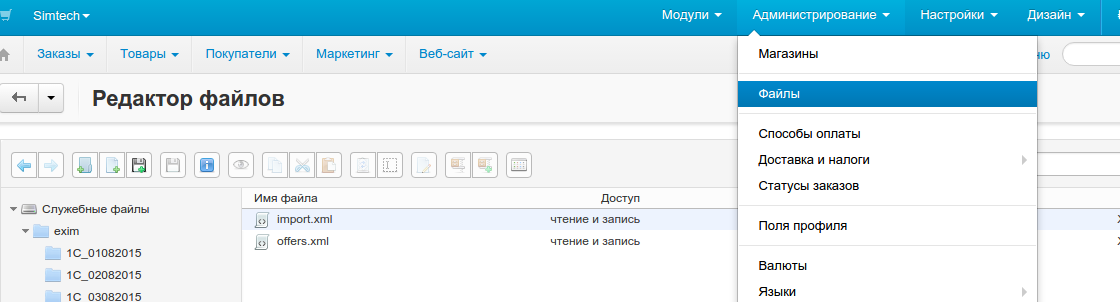 Simtech
Модули
Администрирование
Настройки
Дизайн
Заказы
Товары
Покупатели
Маркетинг
Веб-сайт
ню
Редактор файлов
Магазины
Файлы
Способы оплаты
Доставка и налоги
Статусы заказов
Поля профиля
Валюты
Языки
Имя файла
Доступ
import.xml
чтение и запись
offers.xml
чтение и запись
Служебные файлы
exim
1C_01082015
1C_02082015
1C_03082015